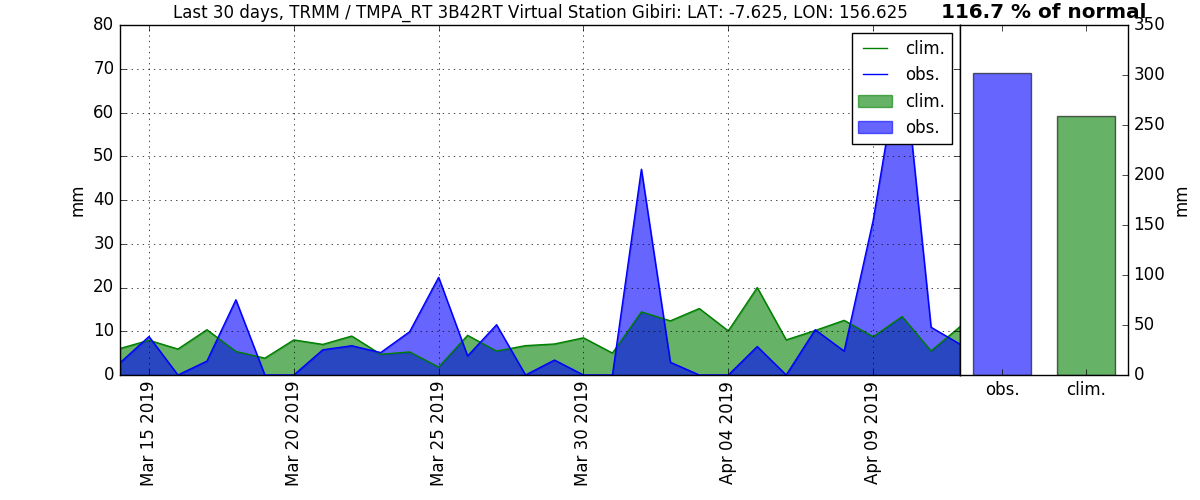 Last 30 days, TRMM / TMPA_RT 3B42RT Virtual Station Gibiri: LAT: -7.625, LON: 156.625
116.7 % of normal
80
70
60
50
40
30
20
10
0
mm
clim.
obs.
clim.
obs.
350
300
250
200
150
100
50
0
mm
obs.
clim.
Mar 15 2019
Mar 20 2019
Mar 25 2019
Mar 30 2019
Apr 04 2019
Apr 09 2019